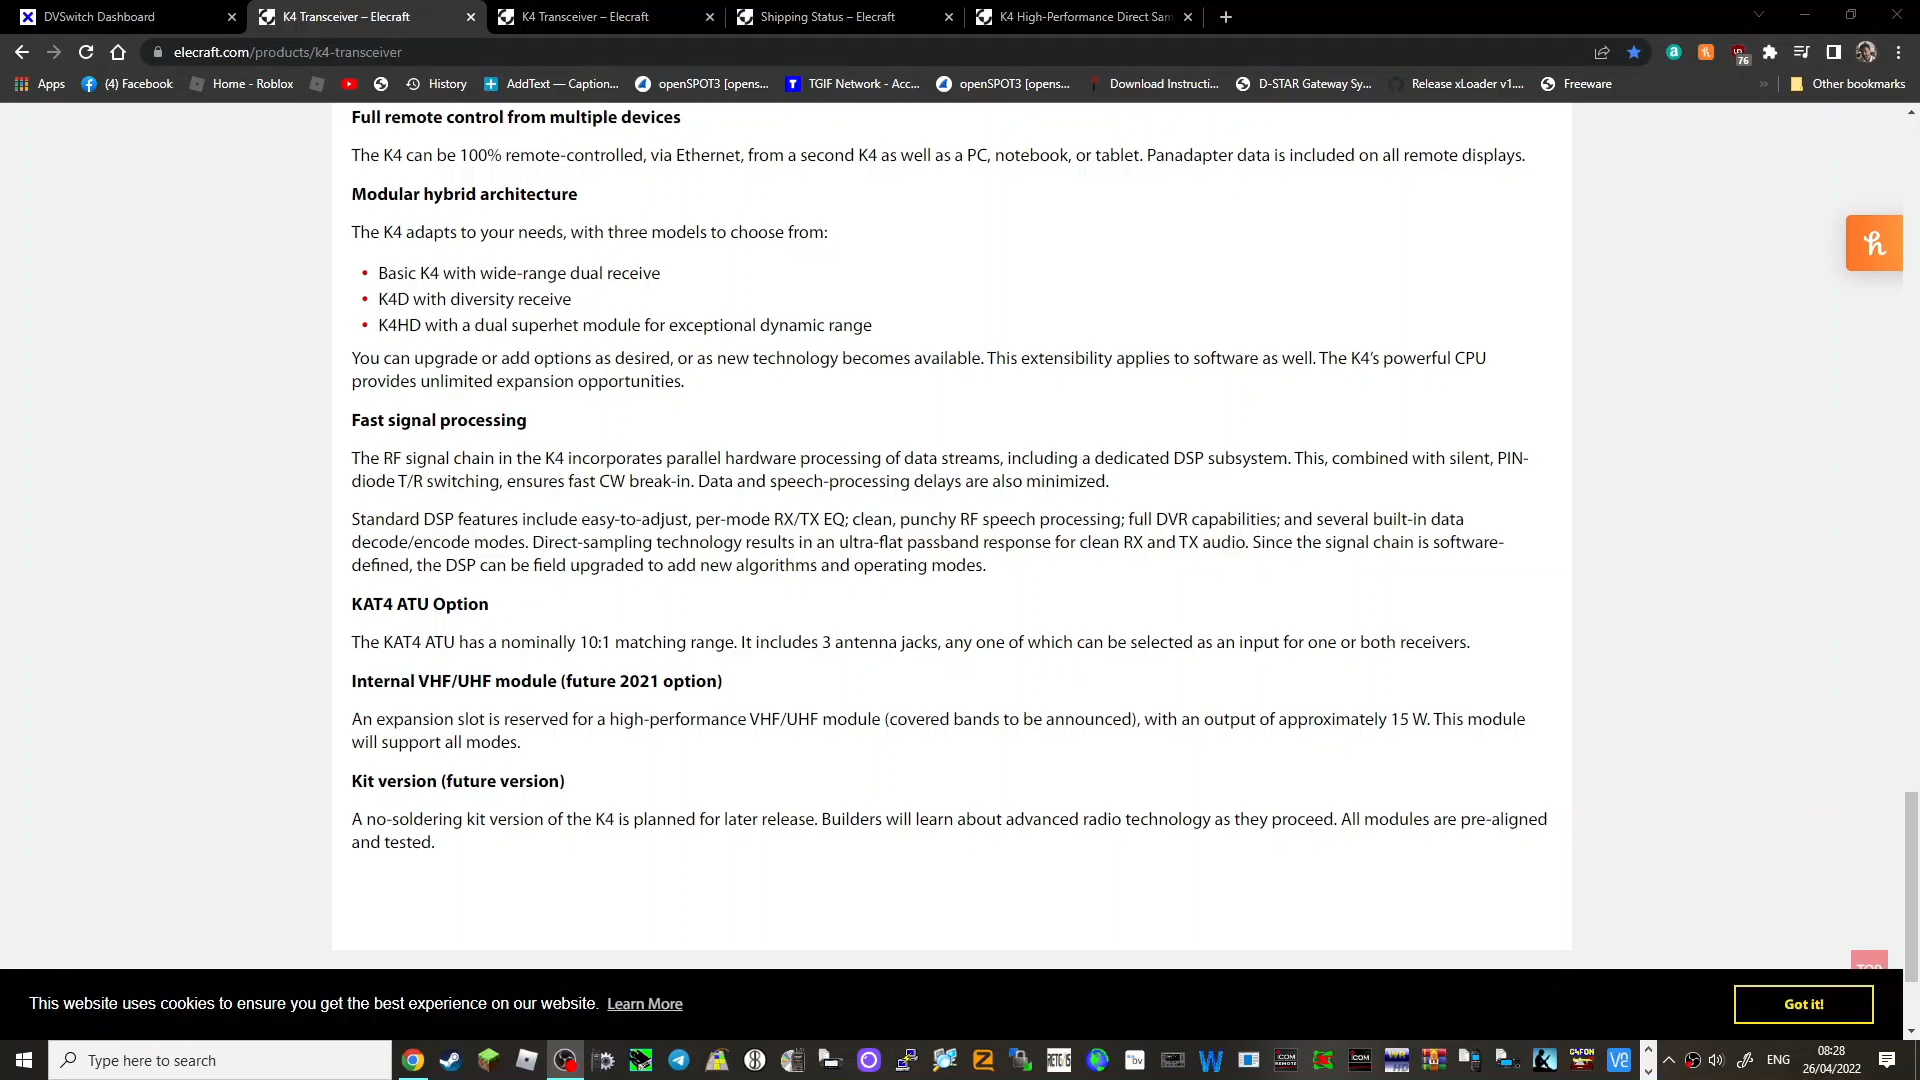 DVSwitch Dashboard
K4 Transceiver – Elecraft
K4 Transceiver – Elecraft
Shipping Status – Elecraft
K4 High-Performance Direct Sam
elecraft.com/products/k4-transceiver
76
Apps
(4) Facebook
Home - Roblox
History
AddText — Caption...
openSPOT3 [opens...
TGIF Network - Acc...
openSPOT3 [opens...
Download Instructi...
D-STAR Gateway Sy...
Release xLoader v1....
Freeware
Other bookmarks
Full remote control from multiple devices
The K4 can be 100% remote-controlled, via Ethernet, from a second K4 as well as a PC, notebook, or tablet. Panadapter data is included on all remote displays.
Modular hybrid architecture
The K4 adapts to your needs, with three models to choose from:
• Basic K4 with wide-range dual receive
• K4D with diversity receive
• K4HD with a dual superhet module for exceptional dynamic range
You can upgrade or add options as desired, or as new technology becomes available. This extensibility applies to software as well. The K4’s powerful CPU
provides unlimited expansion opportunities.
Fast signal processing
The RF signal chain in the K4 incorporates parallel hardware processing of data streams, including a dedicated DSP subsystem. This, combined with silent, PIN-
diode T/R switching, ensures fast CW break-in. Data and speech-processing delays are also minimized.
Standard DSP features include easy-to-adjust, per-mode RX/TX EQ; clean, punchy RF speech processing; full DVR capabilities; and several built-in data
decode/encode modes. Direct-sampling technology results in an ultra-flat passband response for clean RX and TX audio. Since the signal chain is software-
defined, the DSP can be field upgraded to add new algorithms and operating modes.
KAT4 ATU Option
The KAT4 ATU has a nominally 10:1 matching range. It includes 3 antenna jacks, any one of which can be selected as an input for one or both receivers.
Internal VHF/UHF module (future 2021 option)
An expansion slot is reserved for a high-performance VHF/UHF module (covered bands to be announced), with an output of approximately 15 W. This module
will support all modes.
Kit version (future version)
A no-soldering kit version of the K4 is planned for later release. Builders will learn about advanced radio technology as they proceed. All modules are pre-aligned
and tested.
TOP
This website uses cookies to ensure you get the best experience on our website. Learn More
Got it!
Type here to search
ENG
08:28
26/04/2022